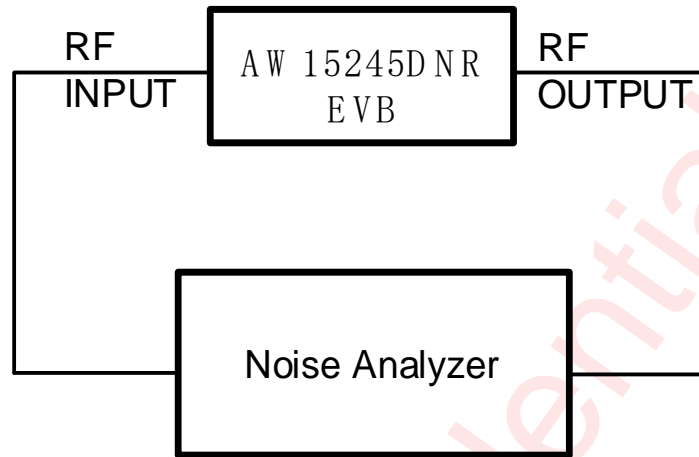 RF
INPUT
AW 15245DNR
EVB
RF
OUTPUT
Noise Analyzer